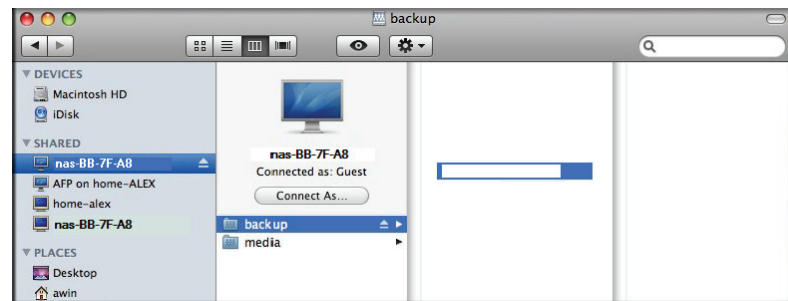 backup
DEVICES
Macintosh HD
iDisk
SHARED
nas-BB-7F-A8
AFP on home-ALEX
home-alex
nas-BB-7F-A8
PLACES
Desktop
awin
nas-BB-7F-A8
Connected as: Guest
Connect As...
backup
media